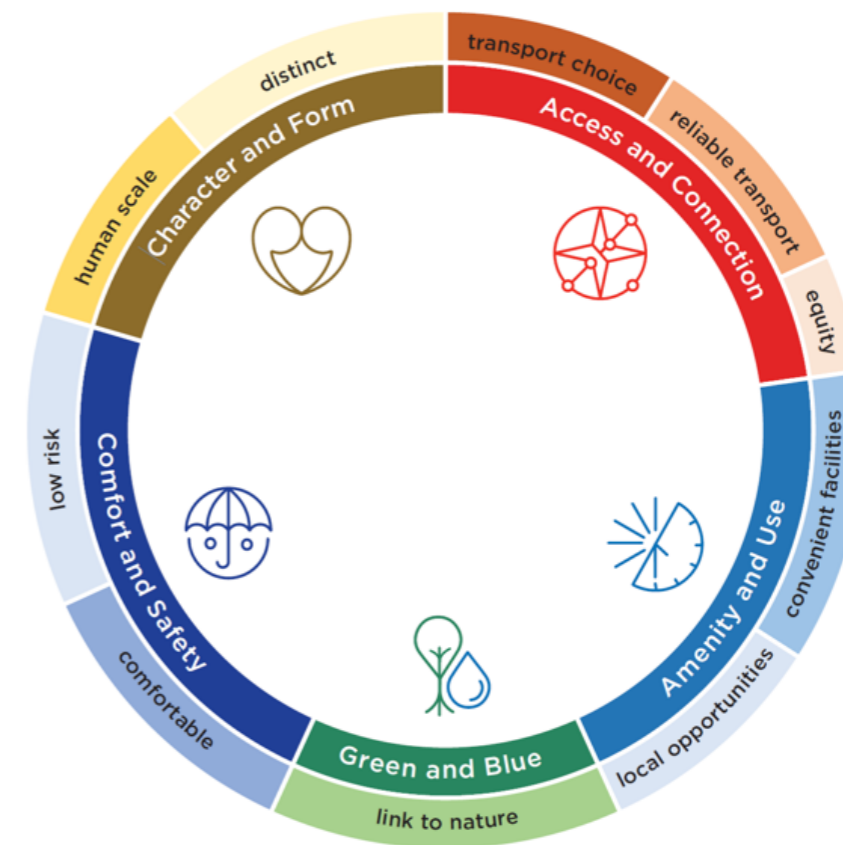 transport choice
reliable transport
equity
Access and Connection
convenient facilities
local opportunities
Amenity and Use
link to nature
Green and Blue
comfortable
low risk
Comfort and Safety
human scale
distinct
Character and Form